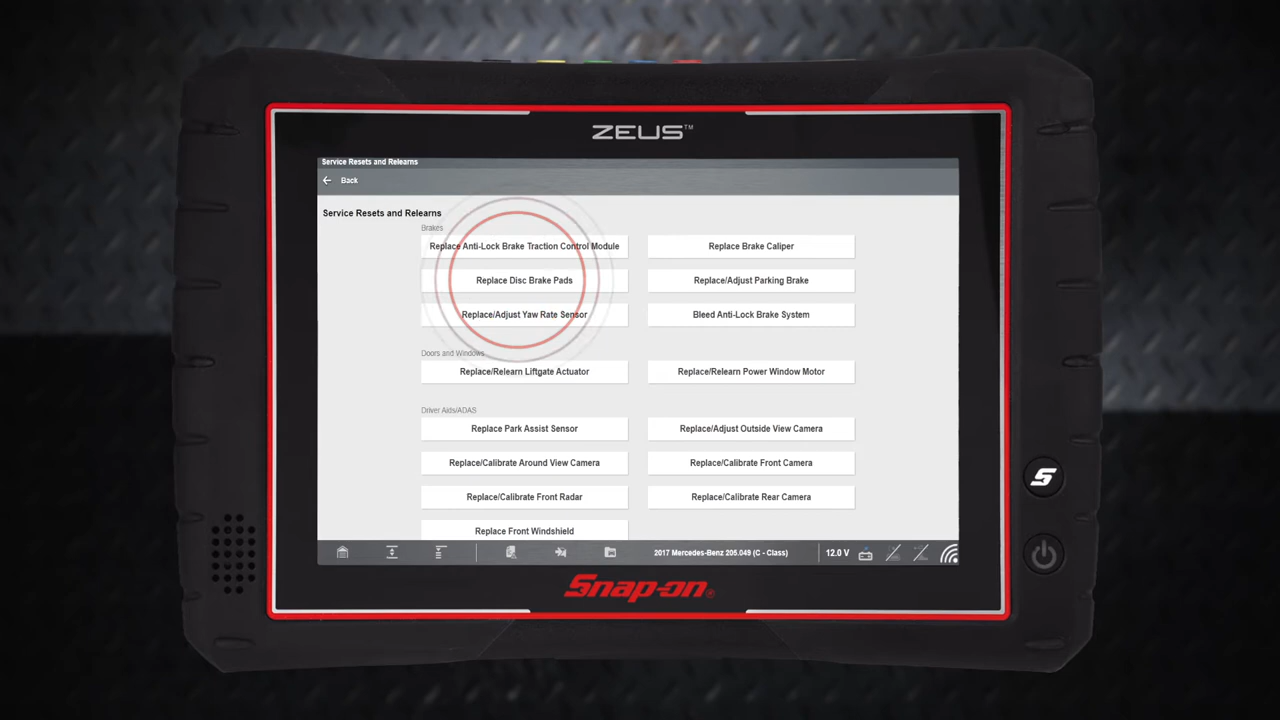 ZEUS™
Service Resets and Relearns
Back
Service Resets and Relearns
Brakes
Replace Anti-Lock Brake Traction Control Module
Replace Brake Caliper
Replace Disc Brake Pads
Replace/Adjust Parking Brake
Replace/Adjust Yaw Rate Sensor
Bleed Anti-Lock Brake System
Doors and Windows
Replace/Relearn Liftgate Actuator
Replace/Relearn Power Window Motor
Driver Aids/ADAS
Replace Park Assist Sensor
Replace/Adjust Outside View Camera
Replace/Calibrate Around View Camera
Replace/Calibrate Front Camera
Replace/Calibrate Front Radar
Replace/Calibrate Rear Camera
Replace Front Windshield
2017 Mercedes-Benz 205.049 (C - Class)
12.0 V
S
Snap-on®